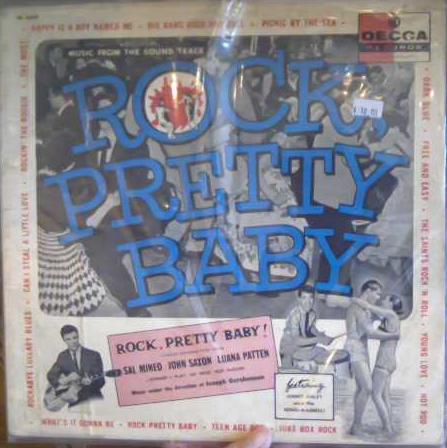 HAPPY IS A BOY NAMED ME - BIG BAND ROCK AND ROLL - PICNIC BY THE SEA
DECCA
RECORDS
MUSIC FROM THE SOUND TRACK
ROCK,
PRETTY
BABY
DARK BLUE • FREE AND EASY • THE SAINTS ROCK 'N ROLL • YOUNG LOVE • HOT ROD
ROCKABYE LULLABY BLUES • CAN I STEAL A LITTLE LOVE • ROCKIN' THE BOOGIE • THE MOST
ROCK, PRETTY BABY!
SAL MINEO JOHN SAXON LUANA PATTEN
Music under the direction of Joseph Gershenson
featuring
WHAT'S IT GONNA BE - ROCK PRETTY BABY - TEEN AGE BOP - JUKE BOX ROCK